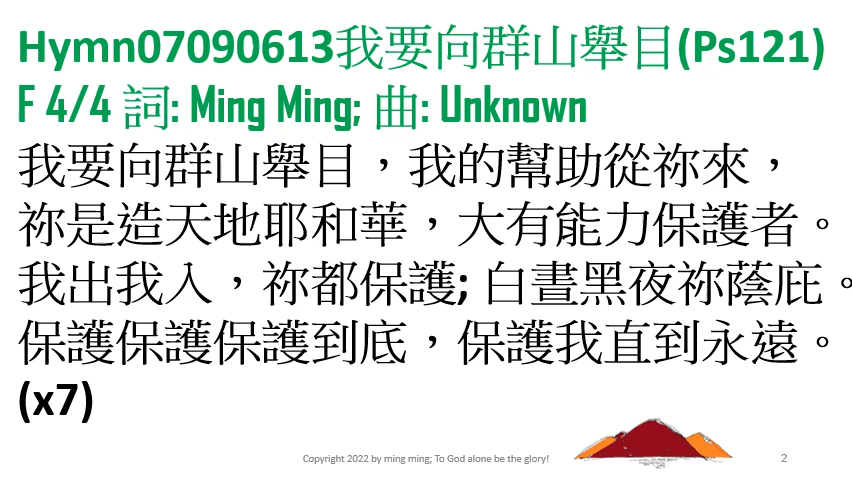 Hymn07090613我要向群山舉目(Ps121)
F 4/4 詞: Ming Ming; 曲: Unknown
我要向群山舉目，我的幫助從祢來，
祢是造天地耶和華，大有能力保護者。
我出我入，祢都保護; 白晝黑夜祢蔭庇。
保護保護保護到底，保護我直到永遠。
(x7)
Copyright 2022 by ming ming; To God alone be the glory!
2